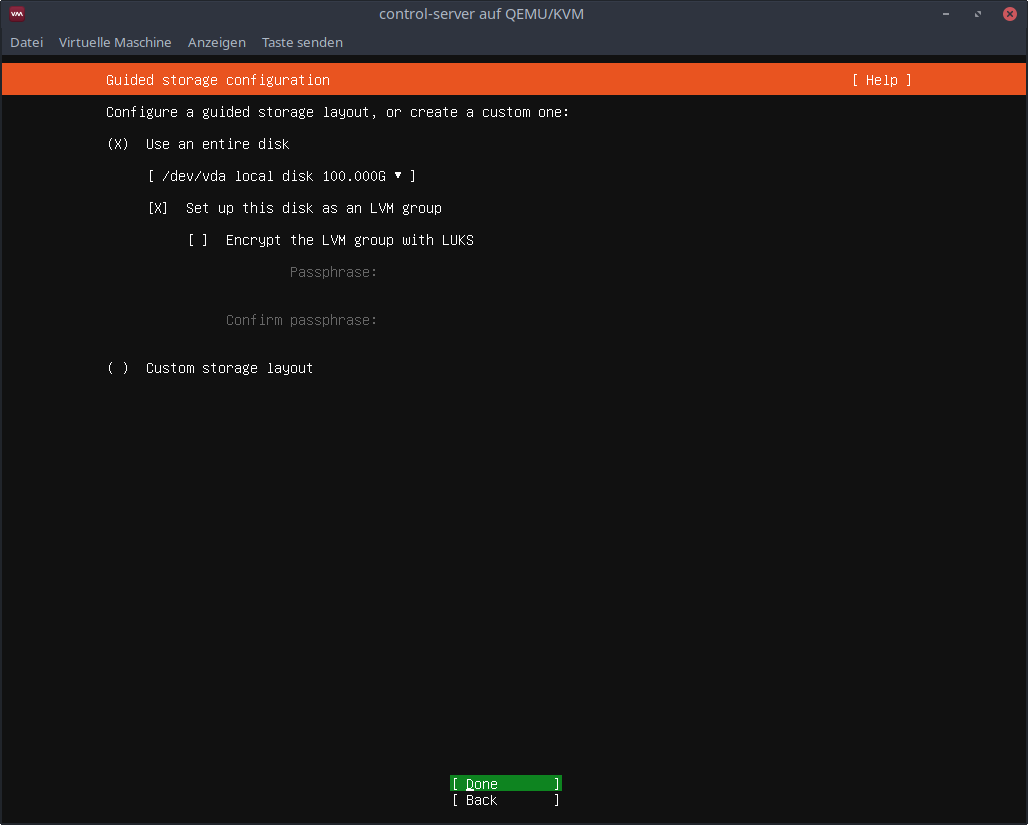 control-server auf QEMU/KVM
Datei Virtuelle Maschine Anzeigen Taste senden
Guided storage configuration [ Help ]
Configure a guided storage layout, or create a custom one:
(X) Use an entire disk
[ /dev/vda local disk 100.000G ▾ ]
[X] Set up this disk as an LVM group
[ ] Encrypt the LVM group with LUKS
Passphrase:
Confirm passphrase:
( ) Custom storage layout
[ Done ]
[ Back ]